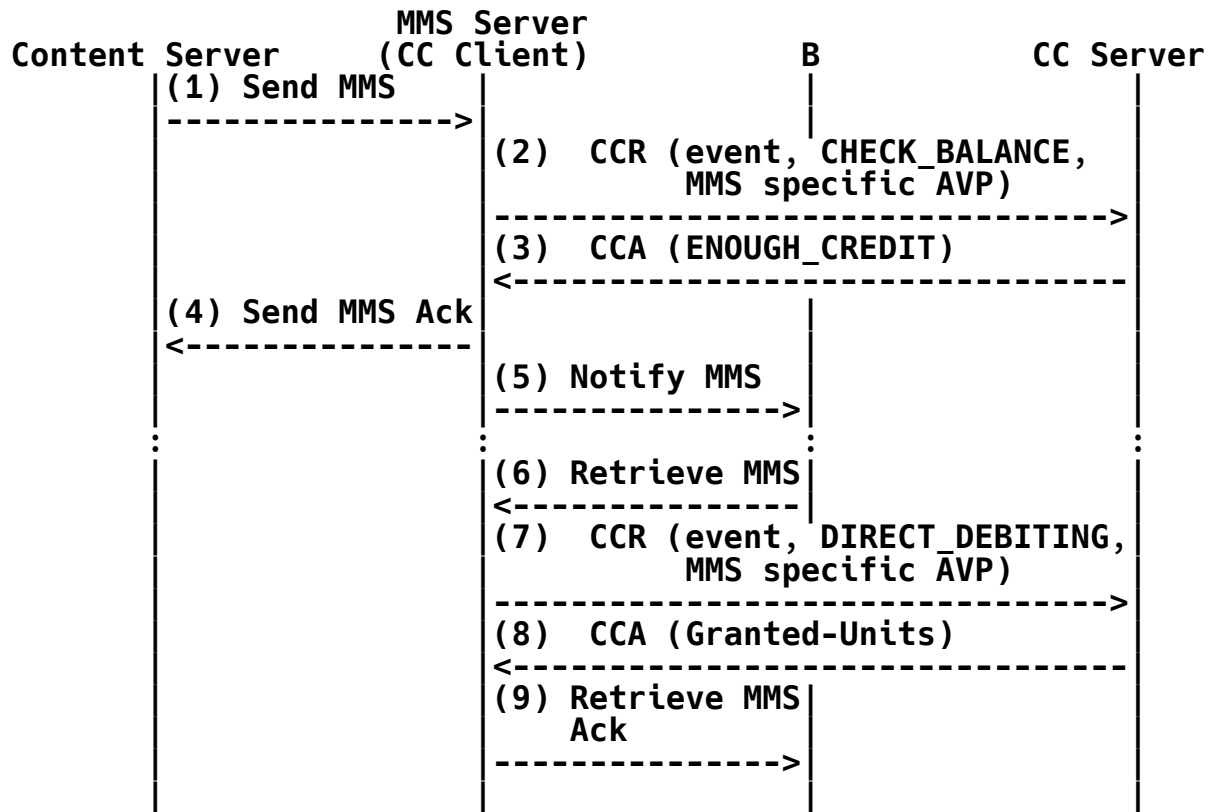 MMS Server
Content Server (CC Client) B CC Server
(1) Send MMS
(2) CCR (event, CHECK_BALANCE,
MMS specific AVP)
(3) CCA (ENOUGH_CREDIT)
(4) Send MMS Ack
(5) Notify MMS
(6) Retrieve MMS
(7) CCR (event, DIRECT_DEBITING,
MMS specific AVP)
(8) CCA (Granted-Units)
(9) Retrieve MMS
Ack